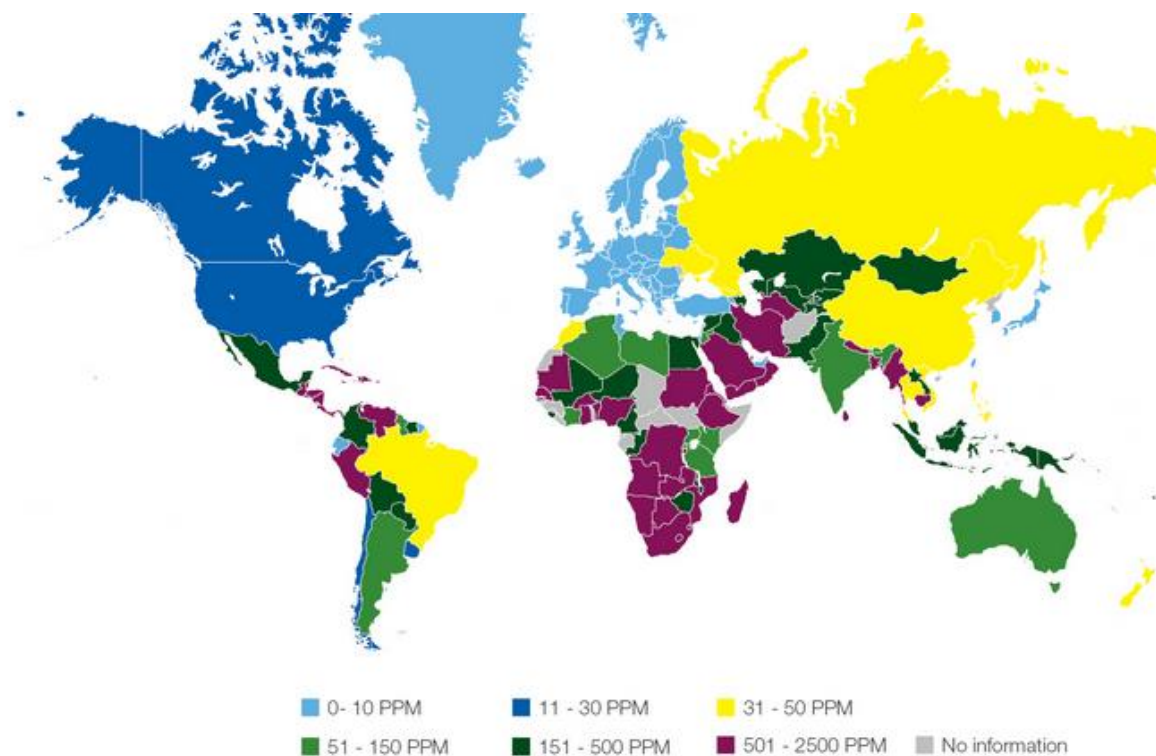 0- 10 PPM
11 - 30 PPM
31 - 50 PPM
51 - 150 PPM
151 - 500 PPM
501 - 2500 PPM
No information